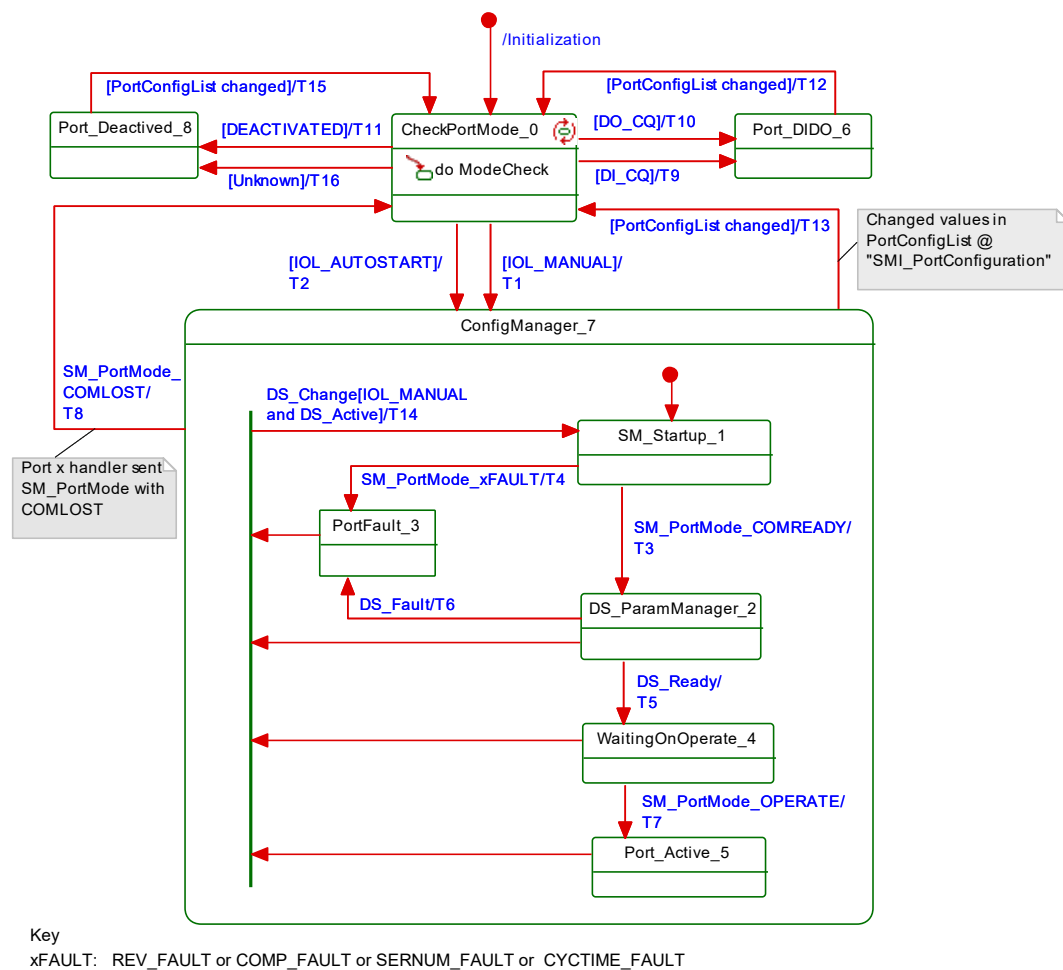 /Initialization
[PortConfigList changed]/T15
[PortConfigList changed]/T12
Port_Deactived_8
[DEACTIVATED]/T11
CheckPortMode_0
[DO_CQ]/T10
Port_DIDO_6
do ModeCheck
[Unknown]/T16
[DI_CQ]/T9
[PortConfigList changed]/T13
Changed values in
PortConfigList @
"SMI_PortConfiguration"
[IOL_AUTOSTART]/
T2
[IOL_MANUAL]/
T1
ConfigManager_7
SM_PortMode_
COMLOST/
T8
DS_Change[IOL_MANUAL
and DS_Active]/T14
SM_Startup_1
Port x handler sent
SM_PortMode with
COMLOST
SM_PortMode_xFAULT/T4
PortFault_3
SM_PortMode_COMREADY/
T3
DS_Fault/T6
DS_ParamManager_2
DS_Ready/
T5
WaitingOnOperate_4
SM_PortMode_OPERATE/
T7
Port_Active_5
Key
xFAULT: REV_FAULT or COMP_FAULT or SERNUM_FAULT or CYCTIME_FAULT